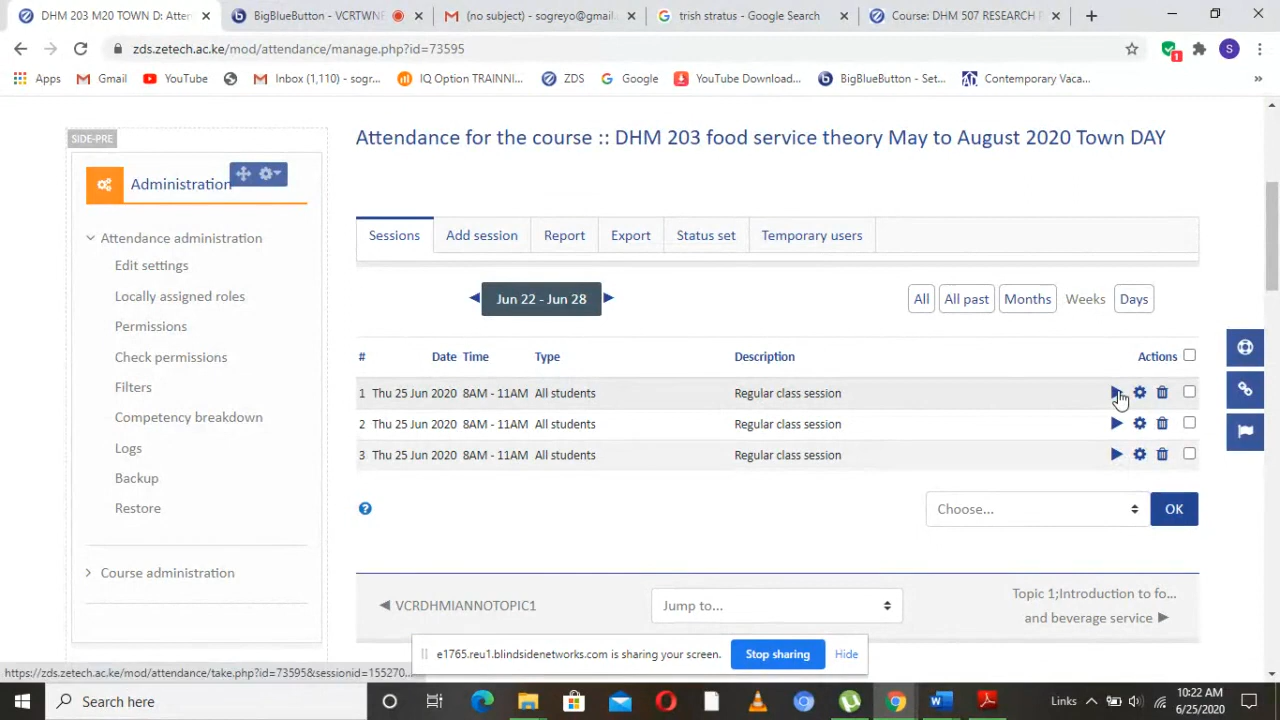 DHM 203 M20 TOWN D: Atten
BigBlueButton - VCRTWNE
(no subject) - sogreyo@gmail.
trish stratus - Google Search
Course: DHM 507 RESEARCH
zds.zetech.ac.ke/mod/attendance/manage.php?id=73595
S
1
Apps
Gmail
YouTube
Inbox (1,110) - sogr...
IQ Option TRAINNI...
ZDS
Google
YouTube Download...
BigBlueButton - Set...
Contemporary Vaca...
»
SIDE-PRE
Attendance for the course :: DHM 203 food service theory May to August 2020 Town DAY
Administration
Attendance administration
Edit settings
Locally assigned roles
Permissions
Check permissions
Filters
Competency breakdown
Logs
Backup
Restore
Course administration
Sessions Add session Report Export Status set Temporary users
Jun 22 - Jun 28
All All past Months Weeks Days
# Date Time Type Description Actions
1 Thu 25 Jun 2020 8AM - 11AM All students Regular class session
2 Thu 25 Jun 2020 8AM - 11AM All students Regular class session
3 Thu 25 Jun 2020 8AM - 11AM All students Regular class session
Choose... OK
VCRDHMIANNOTOPIC1
Jump to...
Topic 1;Introduction to fo...
and beverage service
e1765.reu1.blindsidenetworks.com is sharing your screen. Stop sharing Hide
https://zds.zetech.ac.ke/mod/attendance/take.php?id=73595&sessionid=155270...
Search here
Links
10:22 AM
6/25/2020